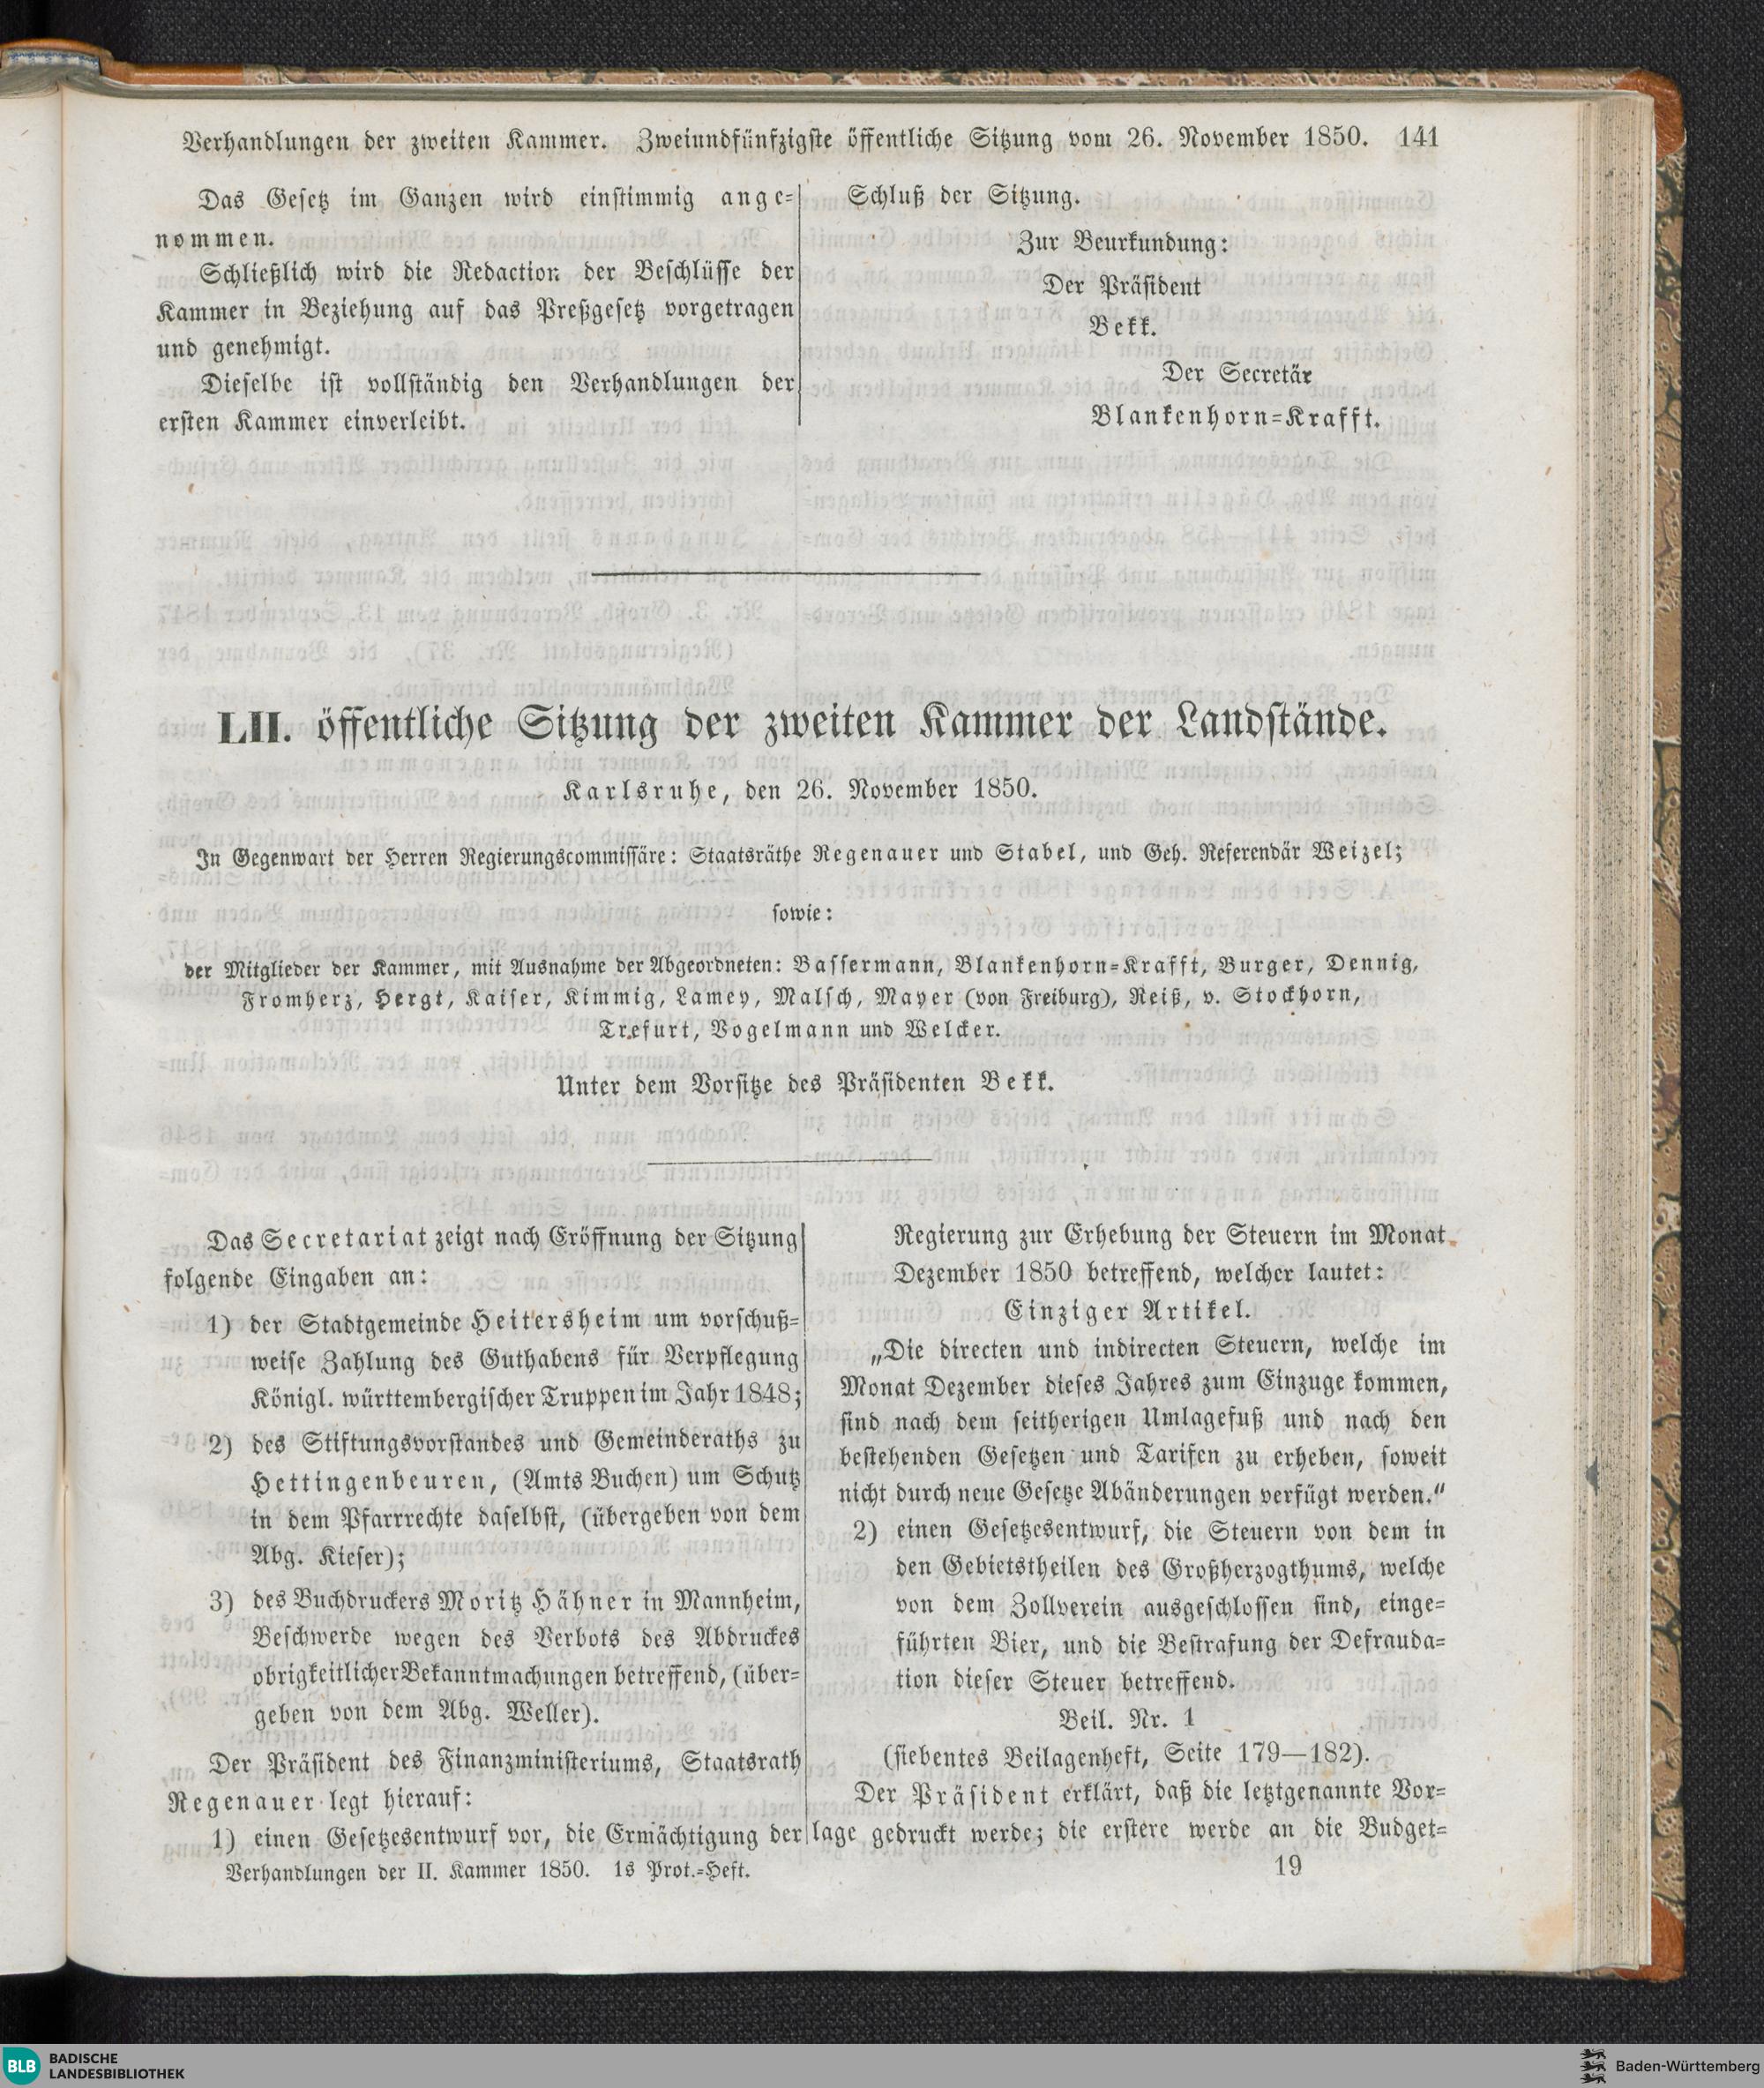 Verhandlungen der zweiten Kammer. Zweiundfünfzigste öffentliche Sitzung vom 26. November 1850. 141
Das Gesetz im Ganzen wird einstimmig ange-
nommen.
Schließlich wird die Redaction der Beschlüsse der
Kammer in Beziehung auf das Preßgesetz vorgetragen
und genehmigt.
Dieselbe ist vollständig den Verhandlungen der
ersten Kammer einverleibt.
Schluß der Sitzung.
Zur Beurkundung:
Der Präsident
Bekk.
Der Secretär
Blankenhorn-Krafft.
LII. öffentliche Sitzung der zweiten Kammer der Landstände.
Karlsruhe, den 26. November 1850.
In Gegenwart der Herren Regierungscommissäre: Staatsräthe Regenauer und Stabel, und Geh. Referendär Weizel;
sowie:
der Mitglieder der Kammer, mit Ausnahme der Abgeordneten: Bassermann, Blankenhorn-Krafft, Burger, Dennig,
Fromherz, Hergt, Kaiser, Kimmig, Lamey, Malsch, Mayer (von Freiburg), Reiß, v. Stockhorn,
Trefurt, Vogelmann und Welcker.
Unter dem Vorsitze des Präsidenten Bekk.
Das Secretariat zeigt nach Eröffnung der Sitzung
folgende Eingaben an:
1) der Stadtgemeinde Heitersheim um vorschuß-
weise Zahlung des Guthabens für Verpflegung
Königl. württembergischer Truppen im Jahr 1848;
2) des Stiftungsvorstandes und Gemeinderaths zu
Hettingenbeuren, (Amts Buchen) um Schutz
in dem Pfarrrechte daselbst, (übergeben von dem
Abg. Kieser);
3) des Buchdruckers Moritz Hähner in Mannheim,
Beschwerde wegen des Verbots des Abdruckes
obrigkeitlicher Bekanntmachungen betreffend, (über-
geben von dem Abg. Weller).
Der Präsident des Finanzministeriums, Staatsrath
Regenauer legt hierauf:
1) einen Gesetzesentwurf vor, die Ermächtigung der
Regierung zur Erhebung der Steuern im Monat
Dezember 1850 betreffend, welcher lautet:
Einziger Artikel.
„Die directen und indirecten Steuern, welche im
Monat Dezember dieses Jahres zum Einzuge kommen,
sind nach dem seitherigen Umlagefuß und nach den
bestehenden Gesetzen und Tarifen zu erheben, soweit
nicht durch neue Gesetze Abänderungen verfügt werden.“
2) einen Gesetzesentwurf, die Steuern von dem in
den Gebietstheilen des Großherzogthums, welche
von dem Zollverein ausgeschlossen sind, einge-
führten Bier, und die Bestrafung der Defrauda-
tion dieser Steuer betreffend.
Beil. Nr. 1
(siebentes Beilagenheft, Seite 179—182).
Der Präsident erklärt, daß die letztgenannte Vor-
lage gedruckt werde; die erstere werde an die Budget-
Verhandlungen der II. Kammer 1850. 1s Prot.-Heft.
19
BLB BADISCHE
LANDESBIBLIOTHEK
Baden-Württemberg